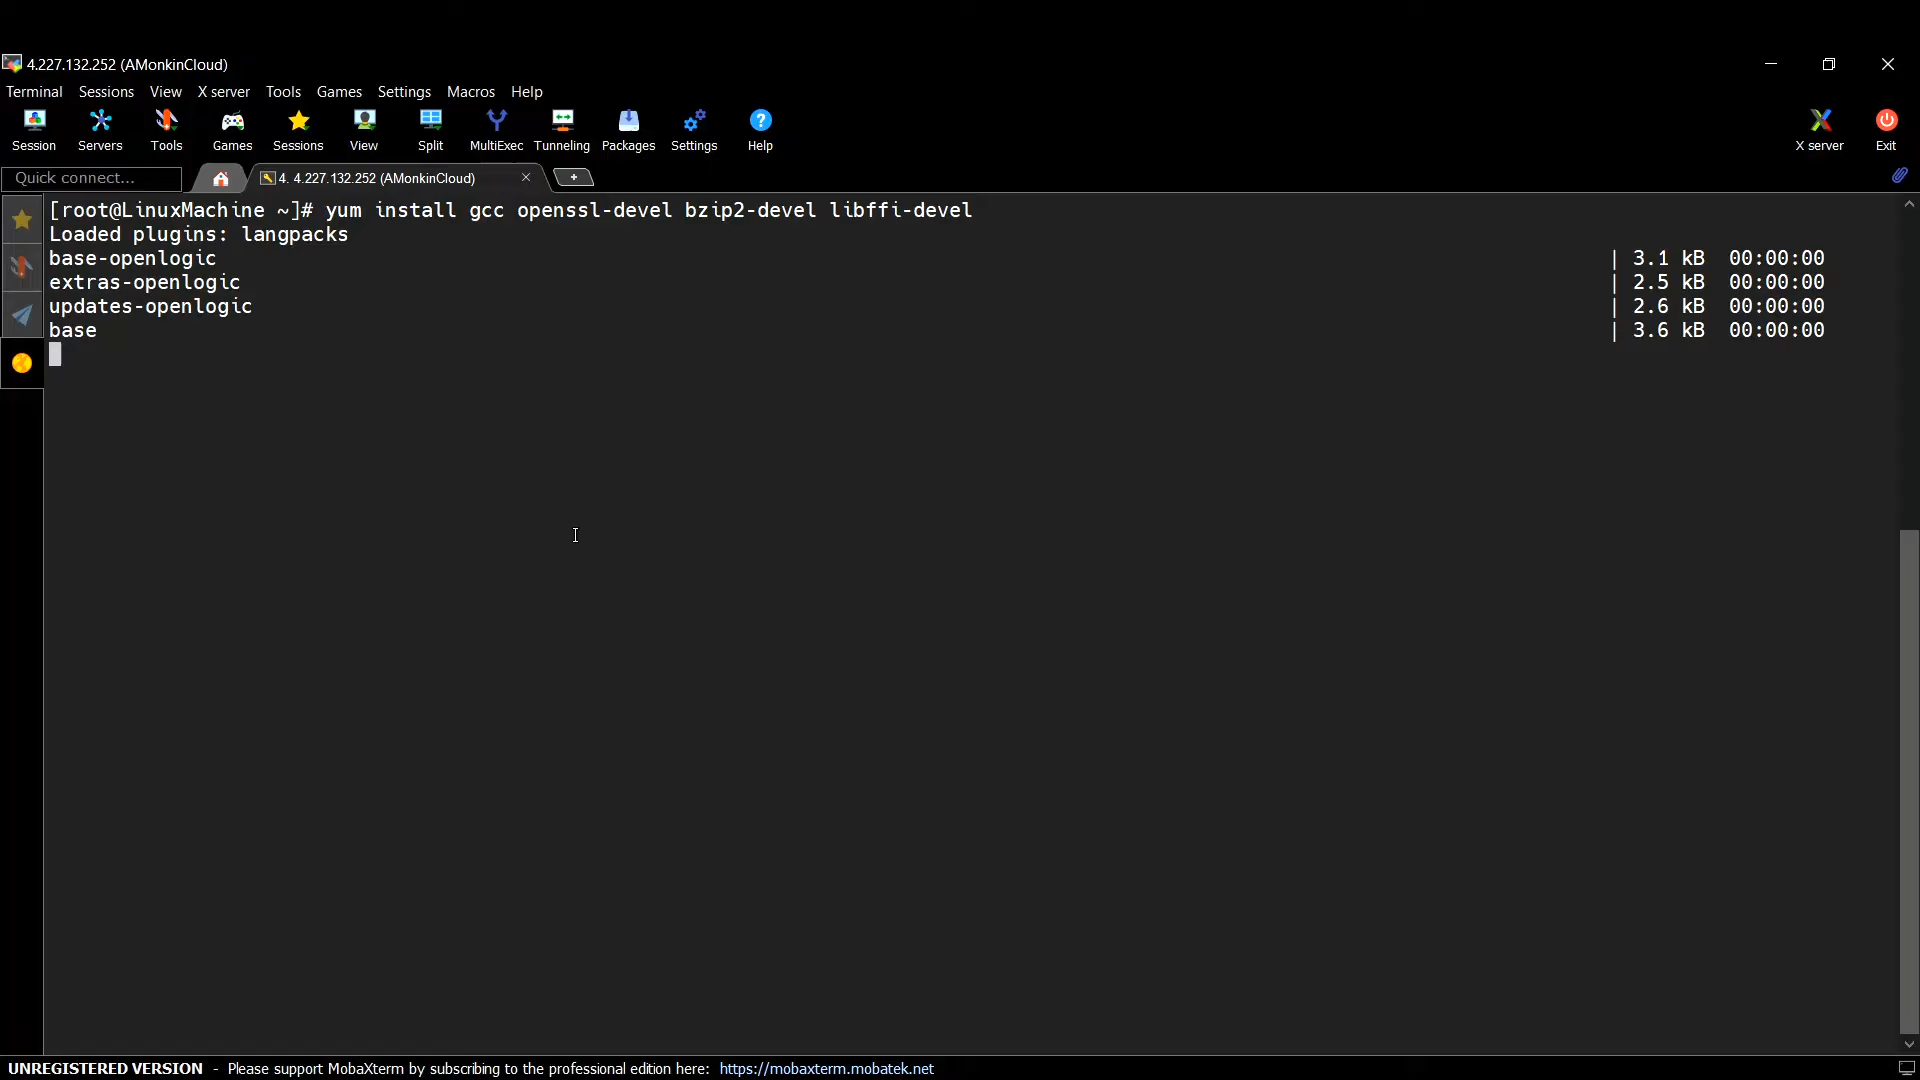 4.227.132.252 (AMonkinCloud)
Terminal Sessions View X server Tools Games Settings Macros Help
Session Servers Tools Games Sessions View Split MultiExec Tunneling Packages Settings Help X server Exit
Quick connect... 4. 4.227.132.252 (AMonkinCloud)
[root@LinuxMachine ~]# yum install gcc openssl-devel bzip2-devel libffi-devel
Loaded plugins: langpacks
base-openlogic | 3.1 kB 00:00:00
extras-openlogic | 2.5 kB 00:00:00
updates-openlogic | 2.6 kB 00:00:00
base | 3.6 kB 00:00:00
UNREGISTERED VERSION - Please support MobaXterm by subscribing to the professional edition here: https://mobaxterm.mobatek.net